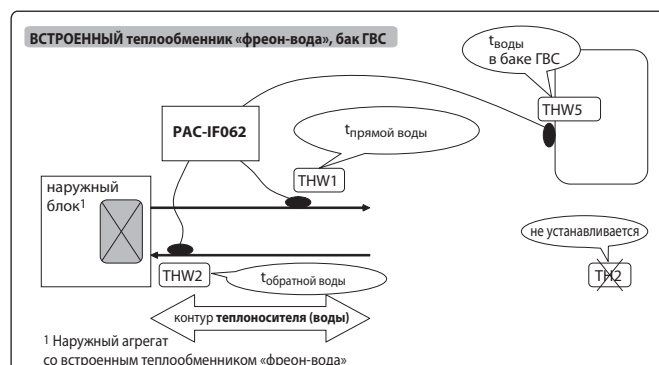 ВСТРОЕННЫЙ теплообменник «фреон-вода», бак ГВС
tводы
в баке ГВС
THW5
PAC-IF062
tпрямой воды
THW1
наружный
блок¹
не устанавливается
TH2
THW2
tобратной воды
контур теплоносителя (воды)
¹ Наружный агрегат
со встроенным теплообменником «фреон-вода»